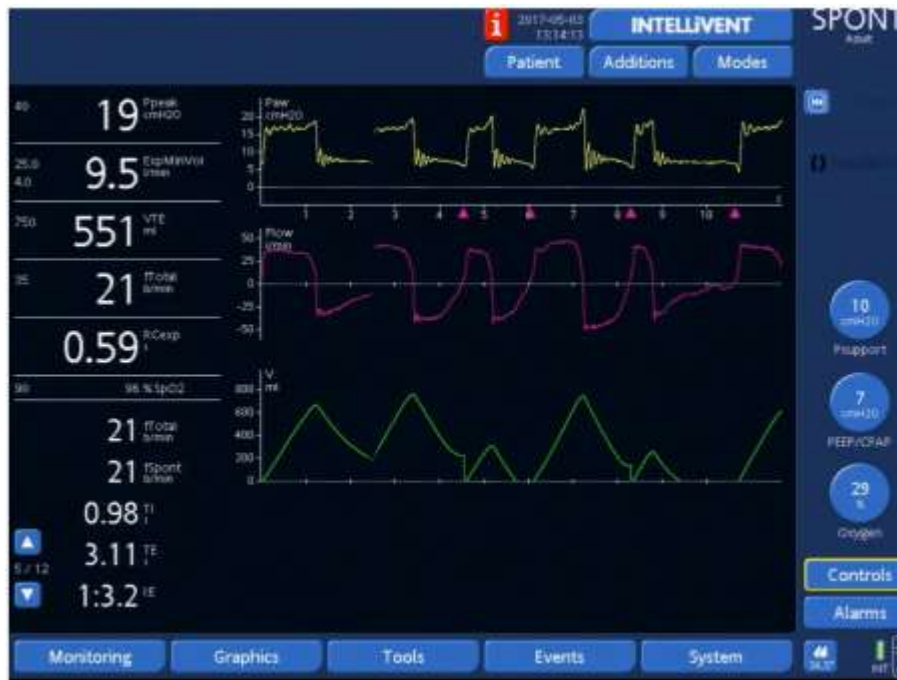 2017-05-03
13:14:13
INTELLiVENT
SPONT
Adult
Patient
Additions
Modes
40
19
Ppeak
cmH2O
25.0
4.0
9.5
ExpMinVol
l/min
750
551
VTE
ml
35
21
fTotal
b/min
0.59
RCexp
s
90
96 % SpO2
21
fTotal
b/min
21
fSpont
b/min
0.98
TI
s
3.11
TE
s
5 / 12
1:3.2
I:E
Paw
cmH2O
20
15
10
5
0
1 2 3 4 5 6 7 8 9 10
Flow
l/min
50
25
0
-25
-50
V
ml
800
600
400
200
0
10
cmH2O
Psupport
7
cmH2O
PEEP/CPAP
29
%
Oxygen
Controls
Alarms
Monitoring
Graphics
Tools
Events
System
INT